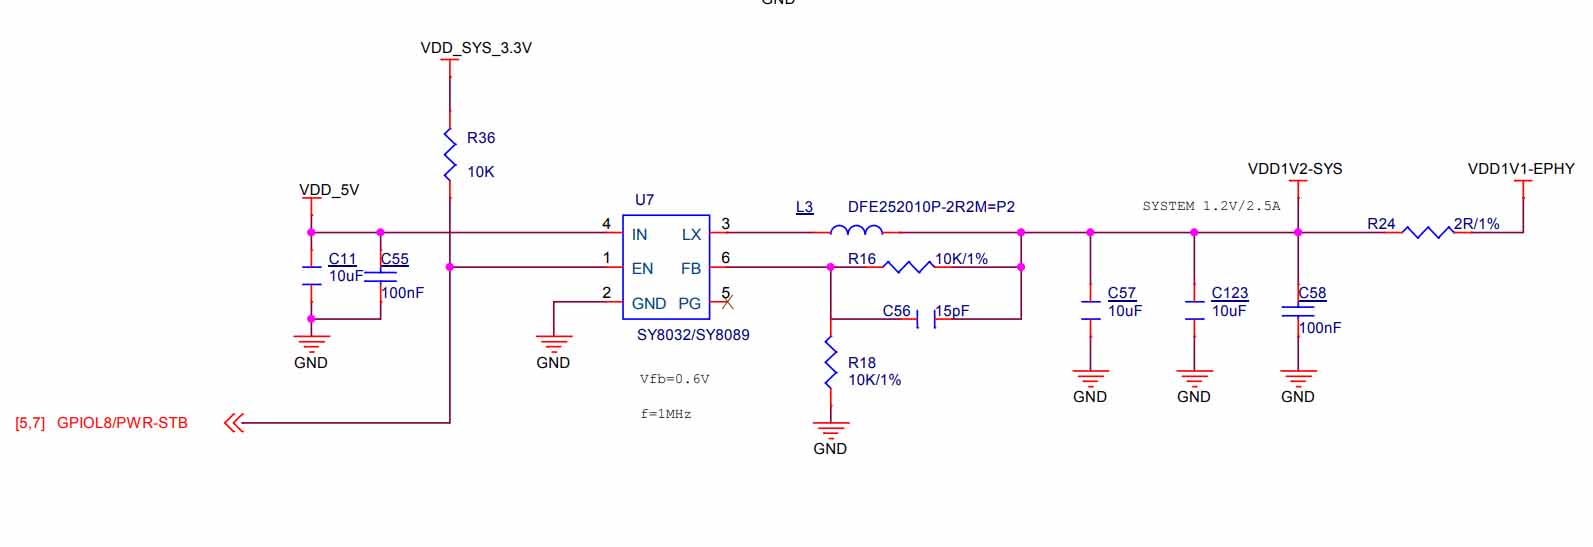 GND
VDD_SYS_3.3V
R36
10K
VDD_5V
C11
10uF
C55
100nF
GND
[5,7] GPIOL8/PWR-STB
U7
4 IN LX 3
1 EN FB 6
2 GND PG 5
SY8032/SY8089
GND
Vfb=0.6V
f=1MHz
L3 DFE252010P-2R2M=P2
R16 10K/1%
C56 15pF
R18
10K/1%
GND
SYSTEM 1.2V/2.5A
VDD1V2-SYS
VDD1V1-EPHY
R24 2R/1%
C57
10uF
GND
C123
10uF
GND
C58
100nF
GND